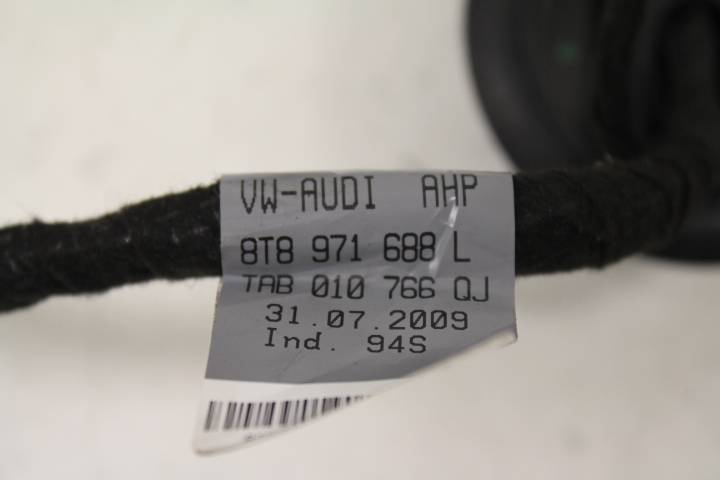 VW-AUDI AHP
8T8 971 688 L
TAB 010 766 QJ
31.07.2009
Ind. 94S